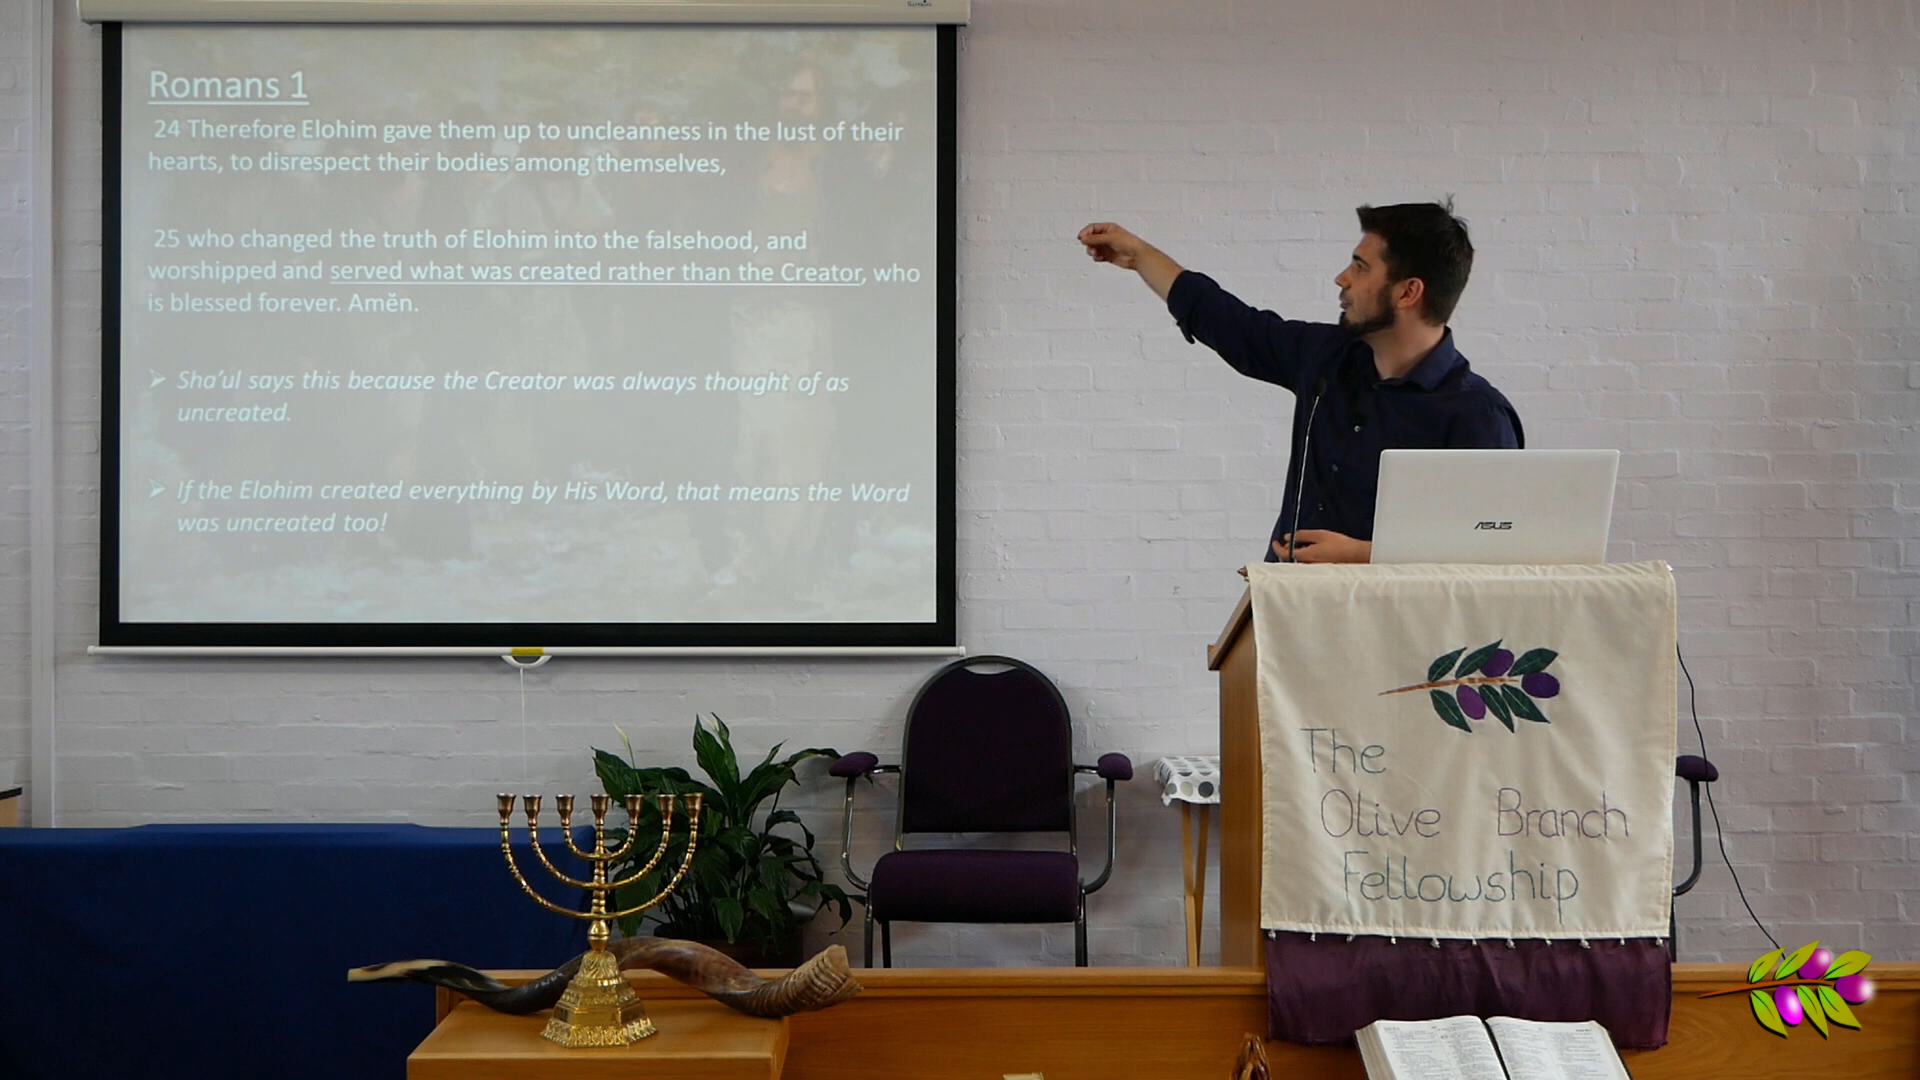 Romans 1
24 Therefore Elohim gave them up to uncleanness in the lust of their
hearts, to disrespect their bodies among themselves,
25 who changed the truth of Elohim into the falsehood, and
worshipped and served what was created rather than the Creator, who
is blessed forever. Amĕn.
Sha'ul says this because the Creator was always thought of as
uncreated.
If the Elohim created everything by His Word, that means the Word
was uncreated too!
ASUS
The
Olive Branch
Fellowship